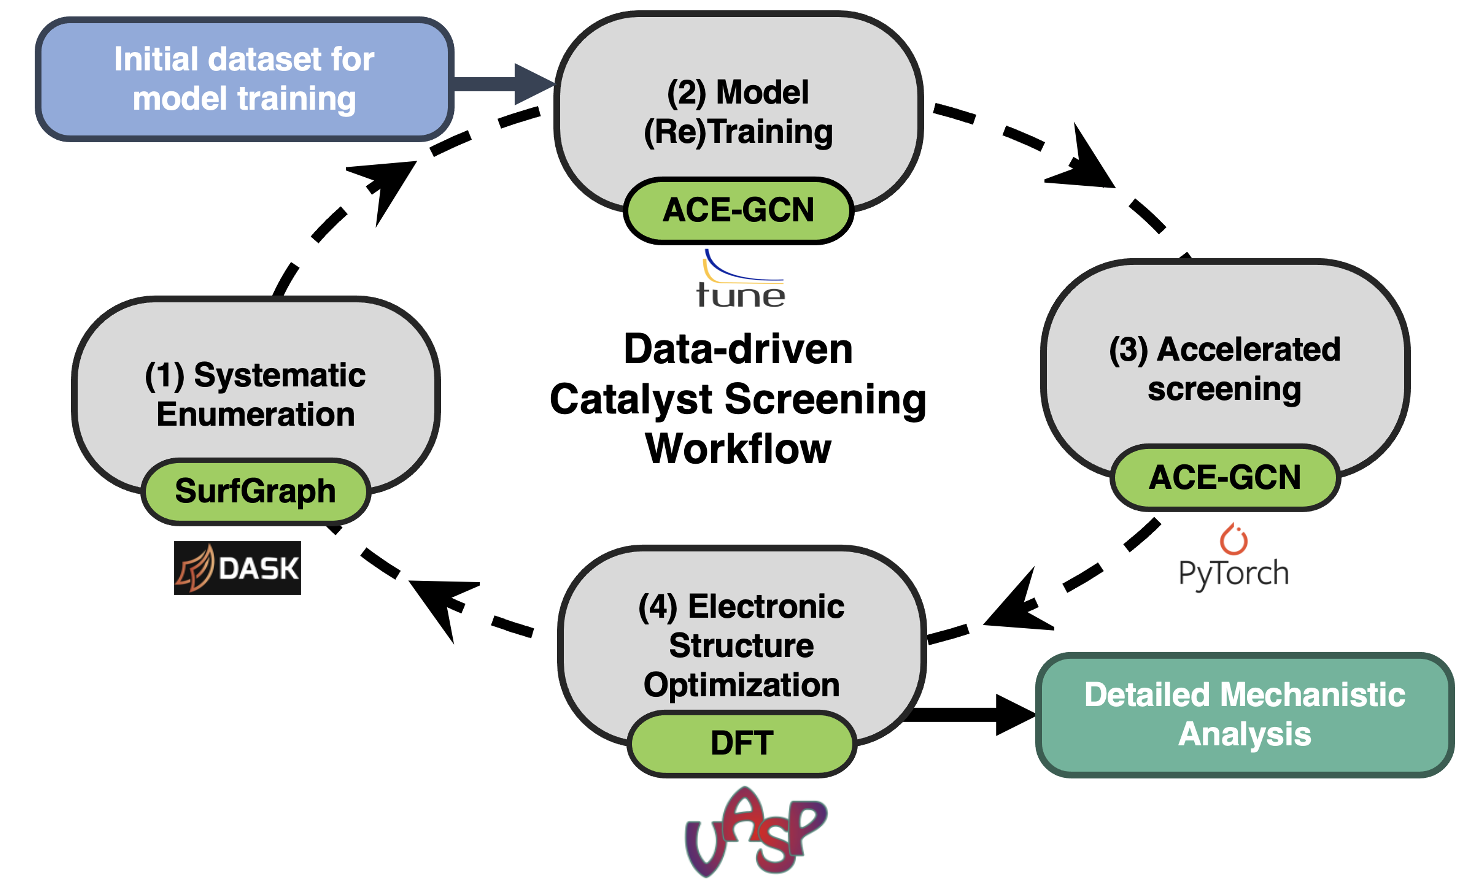 Initial dataset for
model training
(2) Model
(Re)Training
ACE-GCN
tune
Data-driven
Catalyst Screening
Workflow
(1) Systematic
Enumeration
SurfGraph
DASK
(3) Accelerated
screening
ACE-GCN
PyTorch
(4) Electronic
Structure
Optimization
DFT
VASP
Detailed Mechanistic
Analysis